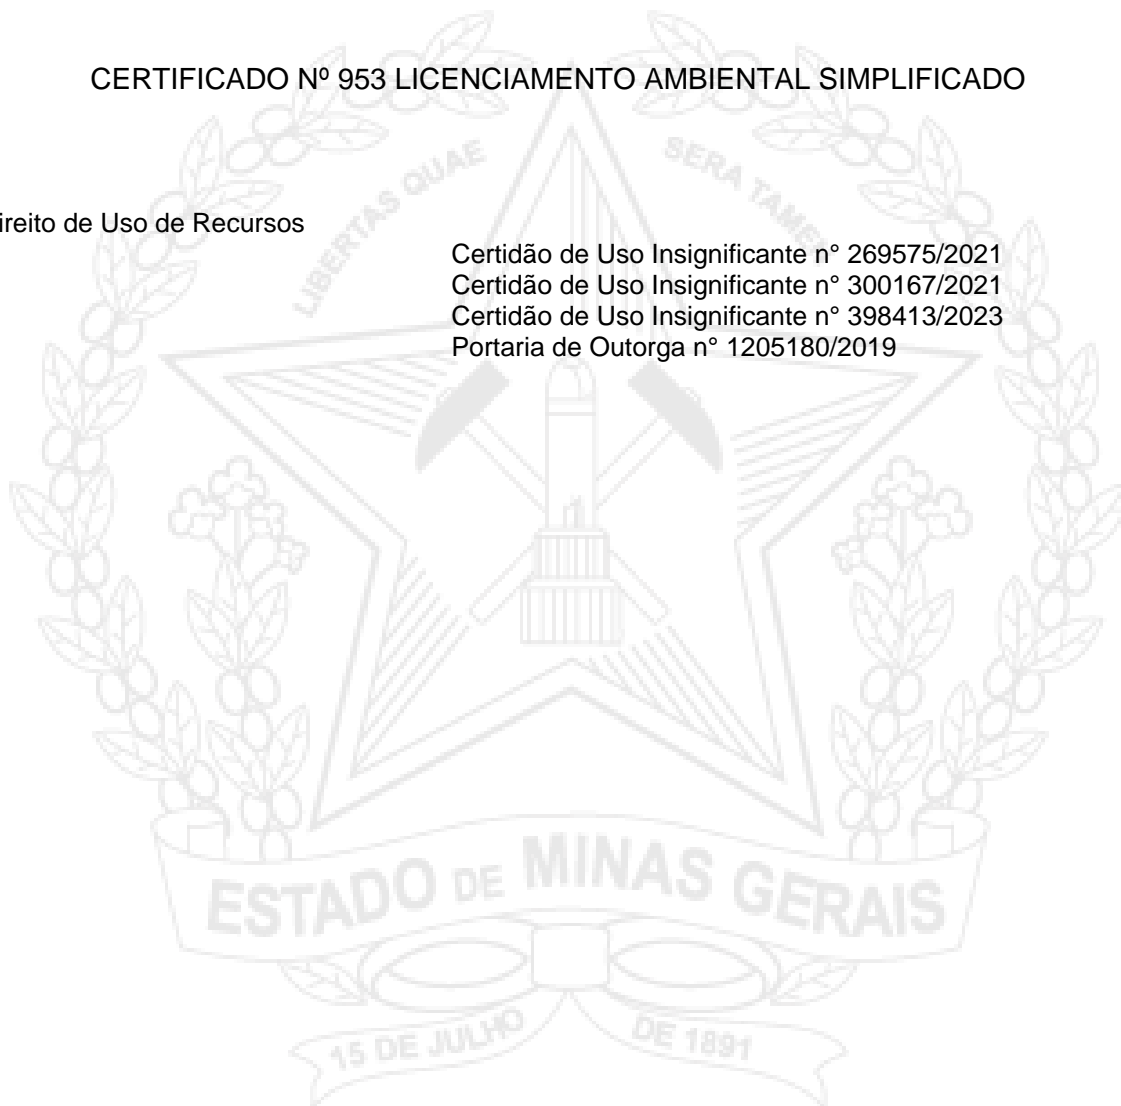 CERTIFICADO Nº 953 LICENCIAMENTO AMBIENTAL SIMPLIFICADO
LIBERTAS QUAE
SERA TAMEN
ireito de Uso de Recursos
Certidão de Uso Insignificante n° 269575/2021
Certidão de Uso Insignificante n° 300167/2021
Certidão de Uso Insignificante n° 398413/2023
Portaria de Outorga n° 1205180/2019
ESTADO DE MINAS GERAIS
15 DE JULHO DE 1891